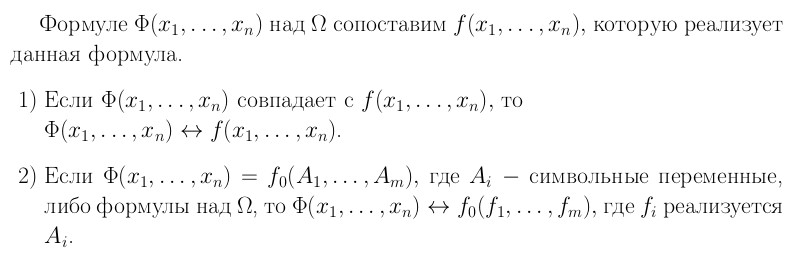 Формуле Φ(x₁, . . . , xₙ) над Ω сопоставим f(x₁, . . . , xₙ), которую реализует
данная формула.
1) Если Φ(x₁, . . . , xₙ) совпадает с f(x₁, . . . , xₙ), то
Φ(x₁, . . . , xₙ) ↔ f(x₁, . . . , xₙ).
2) Если Φ(x₁, . . . , xₙ) = f₀(A₁, . . . , Aₘ), где Aᵢ − символьные переменные,
либо формулы над Ω, то Φ(x₁, . . . , xₙ) ↔ f₀(f₁, . . . , fₘ), где fᵢ реализуется
Aᵢ.